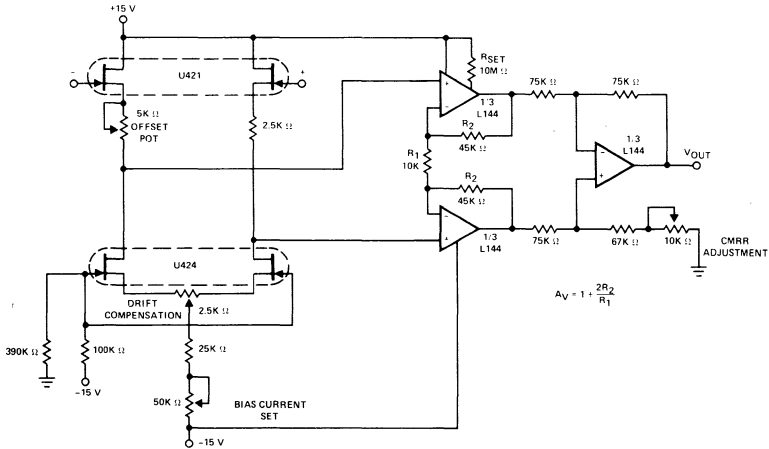 +15 V
−
U421
+
RSET
10M Ω
5K Ω
OFFSET
POT
2.5K Ω
+
−
1/3
L144
75K Ω
75K Ω
R2
45K Ω
R1
10K
R2
45K Ω
−
+
1/3
L144
−
+
1/3
L144
VOUT
75K Ω
67K Ω
10K Ω
CMRR
ADJUSTMENT
U424
DRIFT
COMPENSATION
2.5K Ω
AV = 1 + 2R2/R1
390K Ω
100K Ω
−15 V
25K Ω
50K Ω
BIAS CURRENT
SET
−15 V